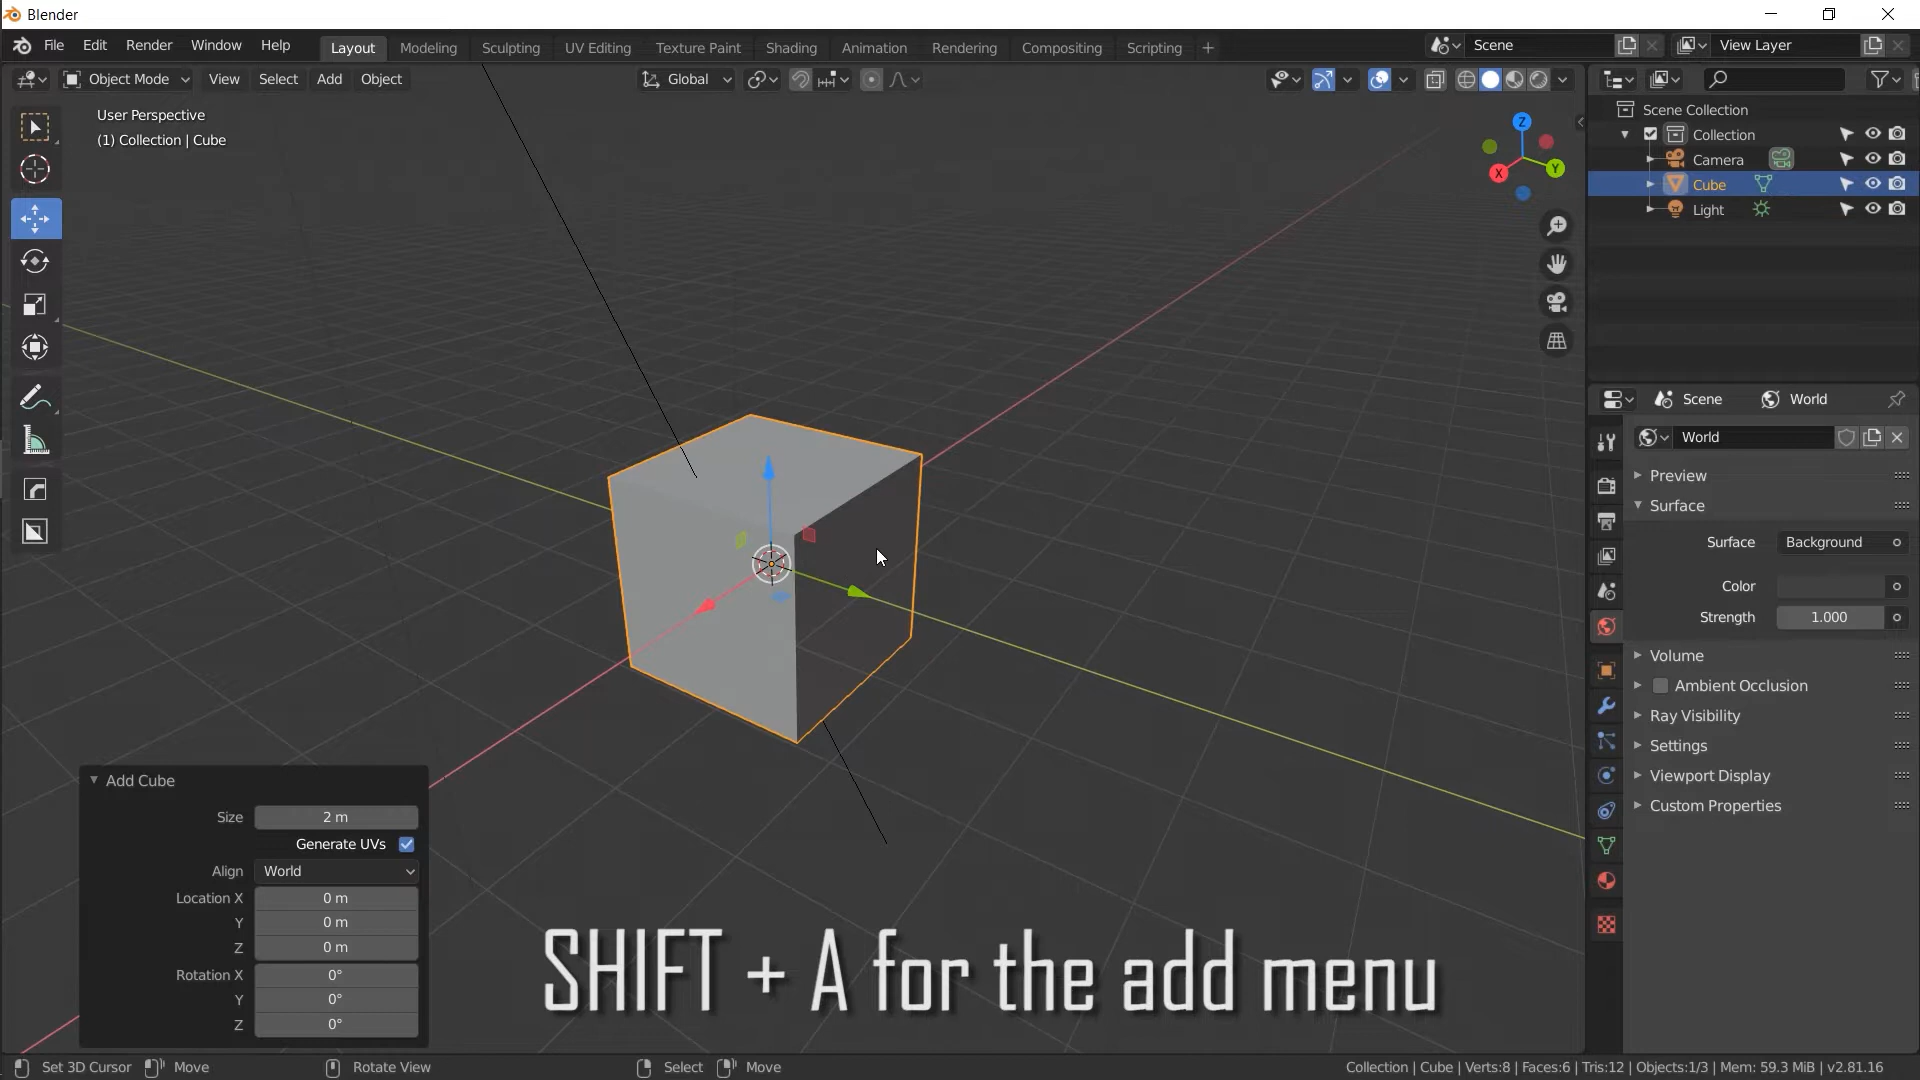 Blender
File Edit Render Window Help Layout Modeling Sculpting UV Editing Texture Paint Shading Animation Rendering Compositing Scripting + Scene View Layer
Object Mode View Select Add Object Global
User Perspective
(1) Collection | Cube
Z
Y
X
Scene Collection
Collection
Camera
Cube
Light
Scene World
World
Preview
Surface
Surface Background
Color
Strength 1.000
Volume
Ambient Occlusion
Ray Visibility
Settings
Viewport Display
Custom Properties
Add Cube
Size 2 m
Generate UVs
Align World
Location X 0 m
Y 0 m
Z 0 m
Rotation X 0°
Y 0°
Z 0°
SHIFT + A for the add menu
Set 3D Cursor Move Rotate View Select Move Collection | Cube | Verts:8 | Faces:6 | Tris:12 | Objects:1/3 | Mem: 59.3 MiB | v2.81.16